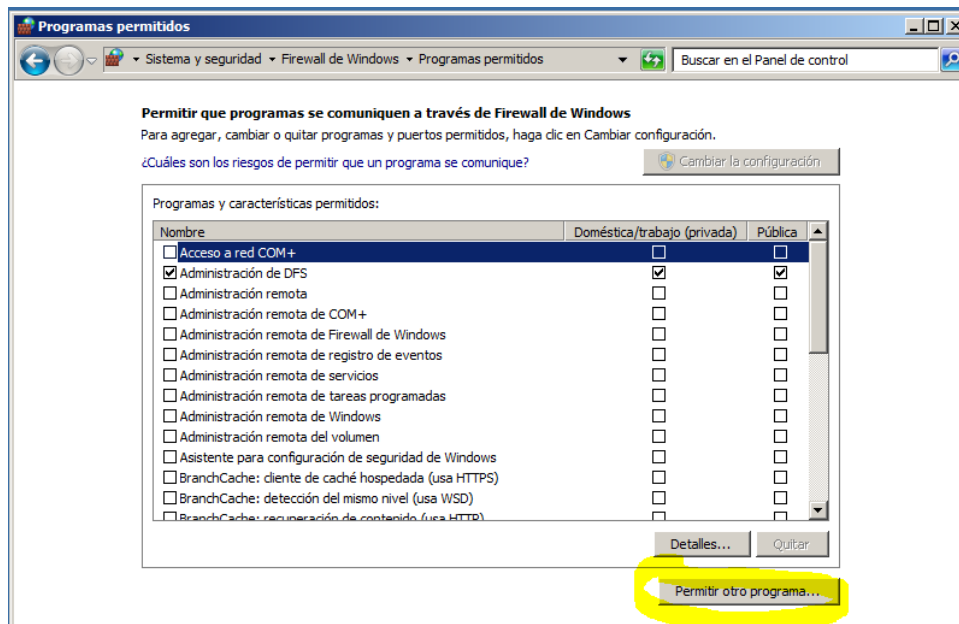 Programas permitidos
Sistema y seguridad Firewall de Windows Programas permitidos Buscar en el Panel de control
Permitir que programas se comuniquen a través de Firewall de Windows
Para agregar, cambiar o quitar programas y puertos permitidos, haga clic en Cambiar configuración.
¿Cuáles son los riesgos de permitir que un programa se comunique? Cambiar la configuración
Programas y características permitidos:
Nombre Doméstica/trabajo (privada) Pública
Acceso a red COM+
Administración de DFS
Administración remota
Administración remota de COM+
Administración remota de Firewall de Windows
Administración remota de registro de eventos
Administración remota de servicios
Administración remota de tareas programadas
Administración remota de Windows
Administración remota del volumen
Asistente para configuración de seguridad de Windows
BranchCache: cliente de caché hospedada (usa HTTPS)
BranchCache: detección del mismo nivel (usa WSD)
BranchCache: recuperación de contenido (usa HTTP)
Detalles... Quitar
Permitir otro programa...